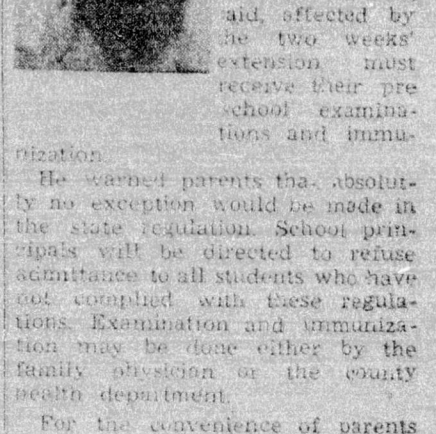 aid, affected by
he two weeks'
extension must
receive their pre
school examina-
tions and immu-
nization.
He warned parents tha. absolut-
ly no exception would be made in
the state regulation. School prin-
cipals will be directed to refuse
admittance to all students who have
not complied with these regula-
tions. Examination and immuniza-
tion may be done either by the
family physician or the county
health department.
For the convenience of parents